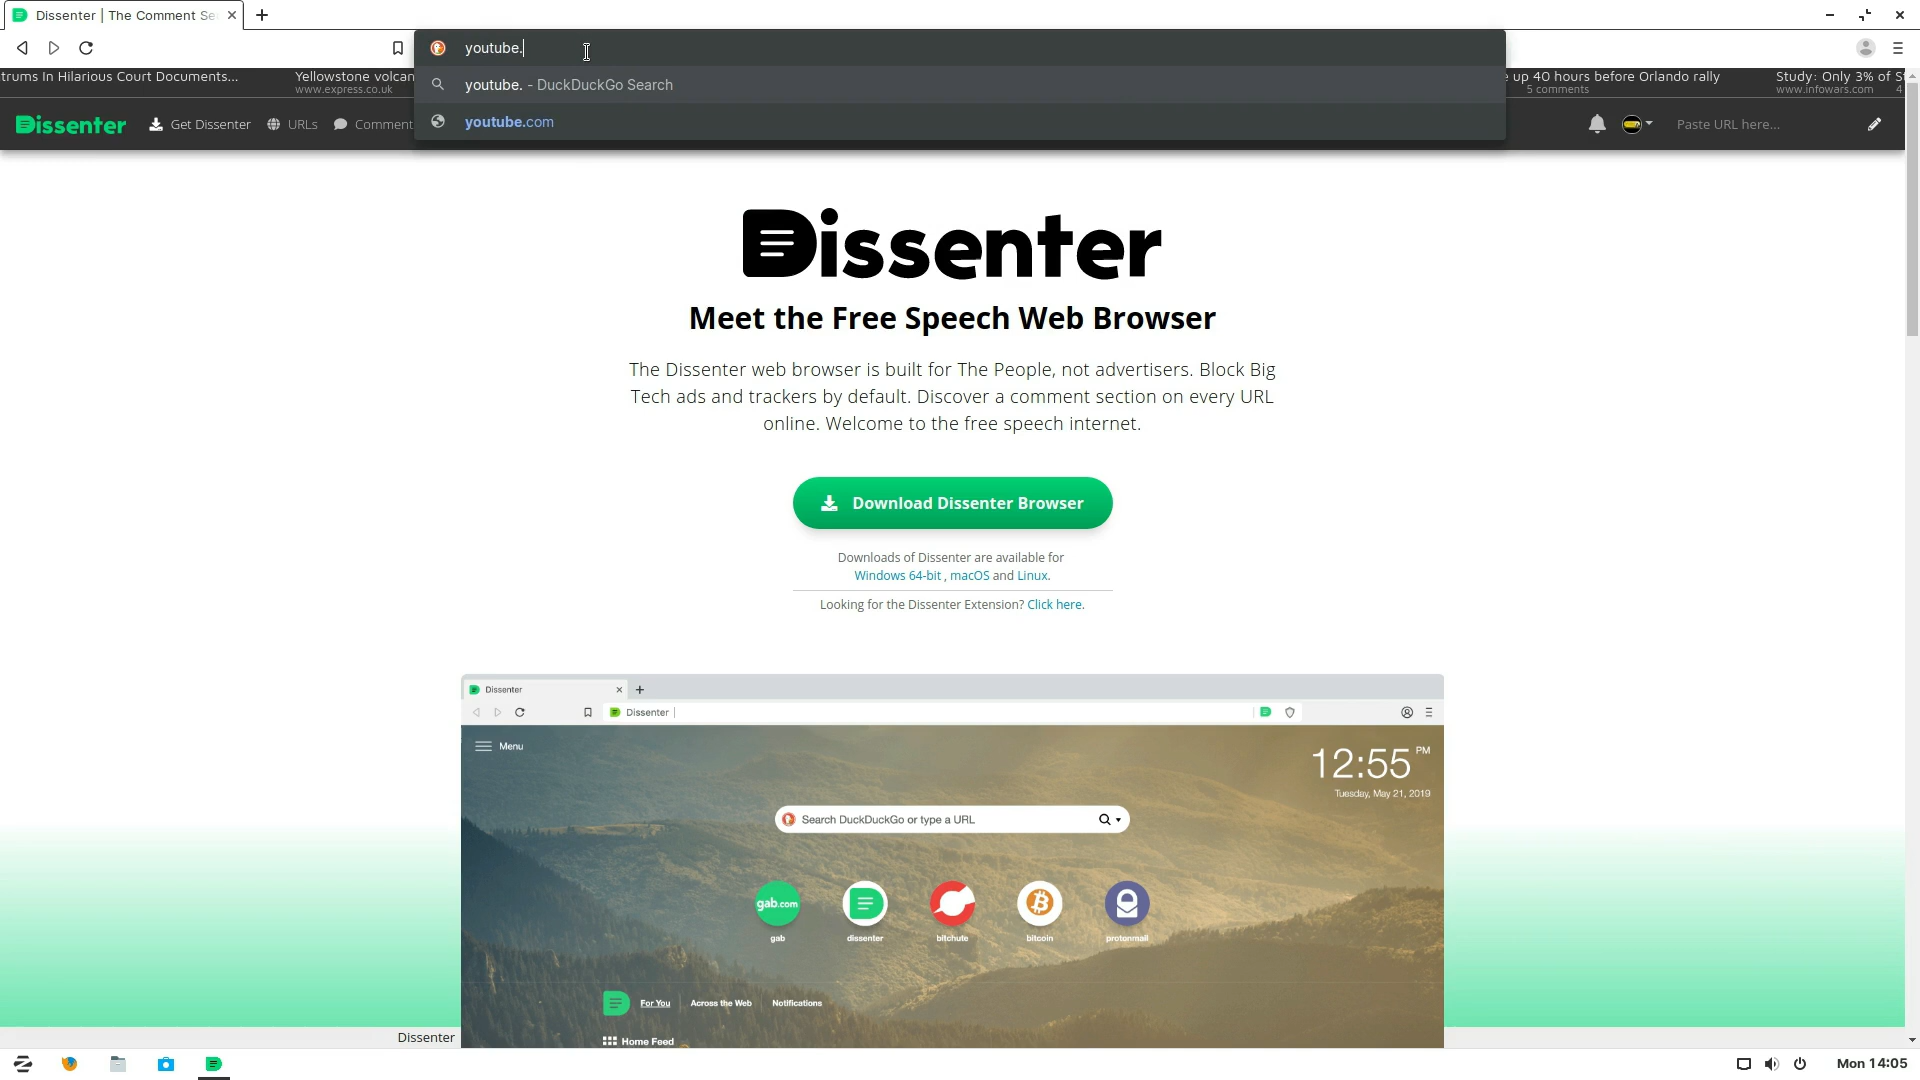 Dissenter | The Comment Se
youtube.
youtube. - DuckDuckGo Search
youtube.com
trums In Hilarious Court Documents...
Yellowstone volcan
www.express.co.uk
up 40 hours before Orlando rally
5 comments
Study: Only 3% of S
www.infowars.com 4
Dissenter
Get Dissenter
URLs
Comment
Paste URL here...
Dissenter
Meet the Free Speech Web Browser
The Dissenter web browser is built for The People, not advertisers. Block Big
Tech ads and trackers by default. Discover a comment section on every URL
online. Welcome to the free speech internet.
Download Dissenter Browser
Downloads of Dissenter are available for
Windows 64-bit , macOS and Linux.
Looking for the Dissenter Extension? Click here.
Dissenter
Dissenter
Menu
12:55 PM
Tuesday, May 21, 2019
Search DuckDuckGo or type a URL
gab.com
gab
dissenter
bitchute
bitcoin
protonmail
For You
Across the Web
Notifications
Home Feed
Dissenter
Mon 14:05